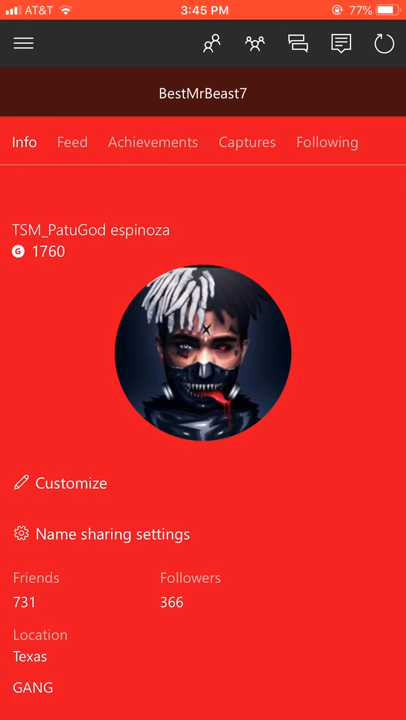 AT&T 3:45 PM 77%
BestMrBeast7
Info Feed Achievements Captures Following
TSM_PatuGod espinoza
G 1760
Customize
Name sharing settings
Friends Followers
731 366
Location
Texas
GANG